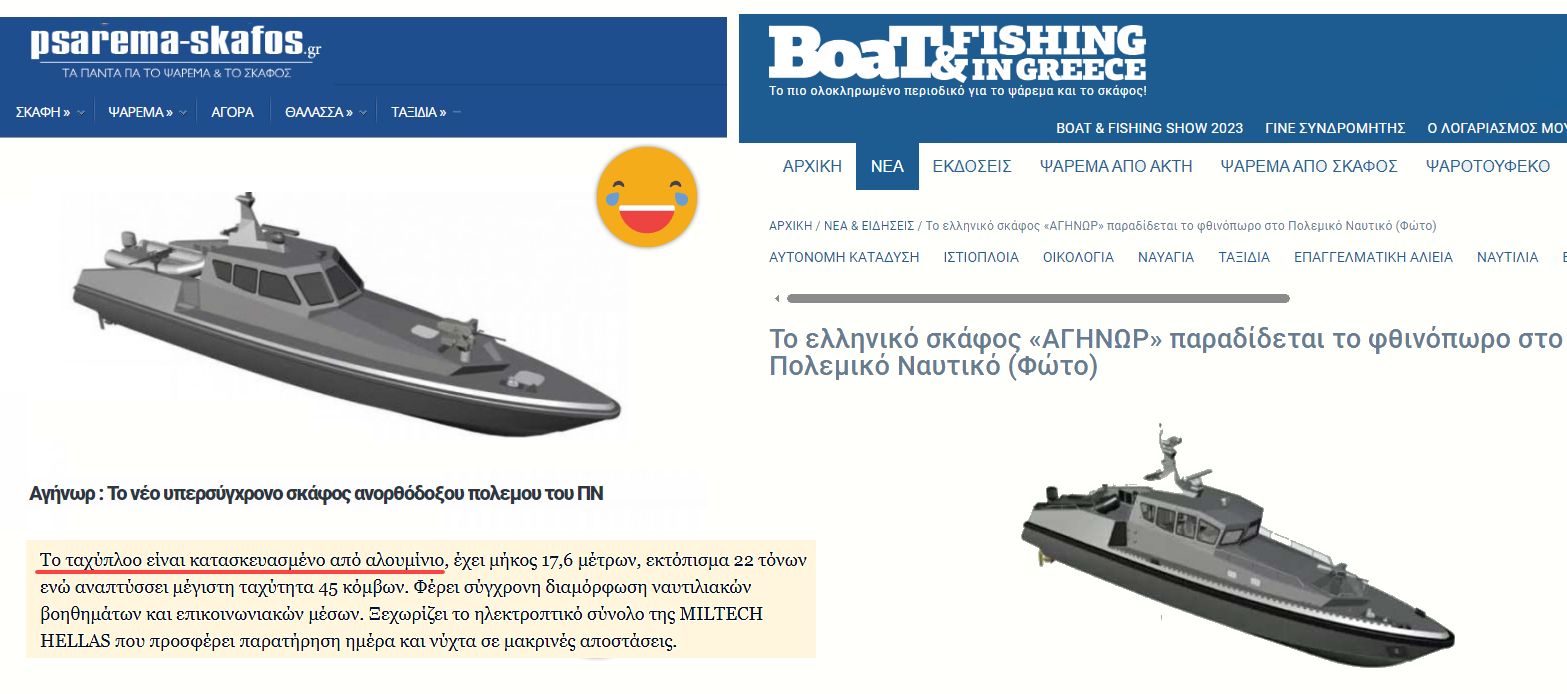 psarema-skafos.gr
ΤΑ ΠΑΝΤΑ ΓΙΑ ΤΟ ΨΑΡΕΜΑ & ΤΟ ΣΚΑΦΟΣ
ΣΚΑΦΗ » ΨΑΡΕΜΑ » ΑΓΟΡΑ ΘΑΛΑΣΣΑ » ΤΑΞΙΔΙΑ »
Αγήνωρ : Το νέο υπερσύγχρονο σκάφος ανορθόδοξου πολεμου του ΠΝ
Το ταχύπλοο είναι κατασκευασμένο από αλουμίνιο, έχει μήκος 17,6 μέτρων, εκτόπισμα 22 τόνων
ενώ αναπτύσσει μέγιστη ταχύτητα 45 κόμβων. Φέρει σύγχρονη διαμόρφωση ναυτιλιακών
βοηθημάτων και επικοινωνιακών μέσων. Ξεχωρίζει το ηλεκτροπτικό σύνολο της MILTECH
HELLAS που προσφέρει παρατήρηση ημέρα και νύχτα σε μακρινές αποστάσεις.
BOAT & FISHING
IN GREECE
Το πιο ολοκληρωμένο περιοδικό για το ψάρεμα και το σκάφος!
BOAT & FISHING SHOW 2023 ΓΙΝΕ ΣΥΝΔΡΟΜΗΤΗΣ Ο ΛΟΓΑΡΙΑΣΜΟΣ ΜΟΥ
ΑΡΧΙΚΗ ΝΕΑ ΕΚΔΟΣΕΙΣ ΨΑΡΕΜΑ ΑΠΟ ΑΚΤΗ ΨΑΡΕΜΑ ΑΠΟ ΣΚΑΦΟΣ ΨΑΡΟΤΟΥΦΕΚΟ
ΑΡΧΙΚΗ / ΝΕΑ & ΕΙΔΗΣΕΙΣ / Το ελληνικό σκάφος «ΑΓΗΝΩΡ» παραδίδεται το φθινόπωρο στο Πολεμικό Ναυτικό (Φώτο)
ΑΥΤΟΝΟΜΗ ΚΑΤΑΔΥΣΗ ΙΣΤΙΟΠΛΟΙΑ ΟΙΚΟΛΟΓΙΑ ΝΑΥΑΓΙΑ ΤΑΞΙΔΙΑ ΕΠΑΓΓΕΛΜΑΤΙΚΗ ΑΛΙΕΙΑ ΝΑΥΤΙΛΙΑ
Το ελληνικό σκάφος «ΑΓΗΝΩΡ» παραδίδεται το φθινόπωρο στο
Πολεμικό Ναυτικό (Φώτο)